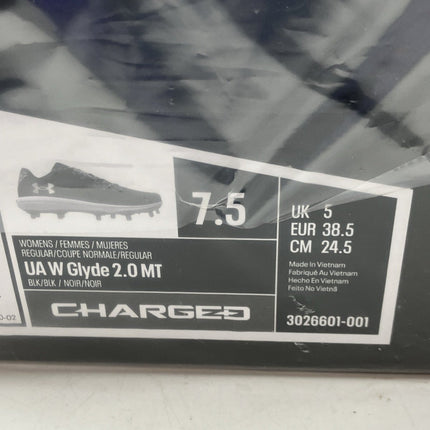 7.5
UK 5
EUR 38.5
CM 24.5
WOMENS / FEMMES / MUJERES
REGULAR/COUPE NORMALE/REGULAR
UA W Glyde 2.0 MT
BLK/BLK / NOIR/NOIR
Made In Vietnam
Fabriqué Au Vietnam
Hecho En Vietnam
Feito No Vietnã
CHARGED
3026601-001